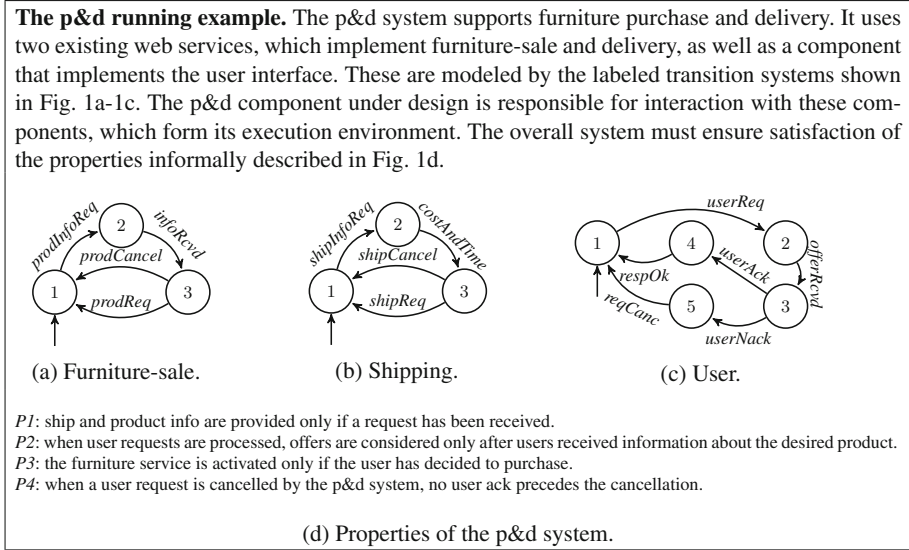 The p&d running example. The p&d system supports furniture purchase and delivery. It uses
two existing web services, which implement furniture-sale and delivery, as well as a component
that implements the user interface. These are modeled by the labeled transition systems shown
in Fig. 1a-1c. The p&d component under design is responsible for interaction with these com-
ponents, which form its execution environment. The overall system must ensure satisfaction of
the properties informally described in Fig. 1d.
prodInfoReq
2
infoRcvd
prodCancel
1
3
prodReq
(a) Furniture-sale.
shipInfoReq
2
costAndTime
shipCancel
1
3
shipReq
(b) Shipping.
userReq
1
4
2
offerRcvd
userAck
respOk
reqCanc
5
3
userNack
(c) User.
P1: ship and product info are provided only if a request has been received.
P2: when user requests are processed, offers are considered only after users received information about the desired product.
P3: the furniture service is activated only if the user has decided to purchase.
P4: when a user request is cancelled by the p&d system, no user ack precedes the cancellation.
(d) Properties of the p&d system.